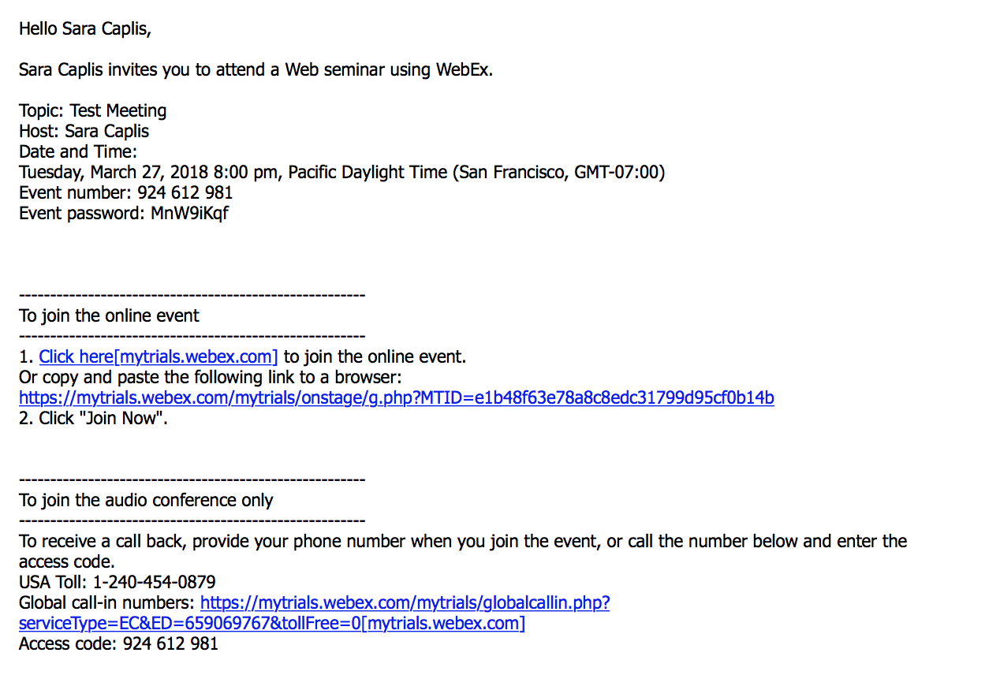 Hello Sara Caplis,
Sara Caplis invites you to attend a Web seminar using WebEx.
Topic: Test Meeting
Host: Sara Caplis
Date and Time:
Tuesday, March 27, 2018 8:00 pm, Pacific Daylight Time (San Francisco, GMT-07:00)
Event number: 924 612 981
Event password: MnW9iKqf
-------------------------------------------------------
To join the online event
-------------------------------------------------------
1. Click here[mytrials.webex.com] to join the online event.
Or copy and paste the following link to a browser:
https://mytrials.webex.com/mytrials/onstage/g.php?MTID=e1b48f63e78a8c8edc31799d95cf0b14b
2. Click "Join Now".
-------------------------------------------------------
To join the audio conference only
-------------------------------------------------------
To receive a call back, provide your phone number when you join the event, or call the number below and enter the
access code.
USA Toll: 1-240-454-0879
Global call-in numbers: https://mytrials.webex.com/mytrials/globalcallin.php?
serviceType=EC&ED=659069767&tollFree=0[mytrials.webex.com]
Access code: 924 612 981